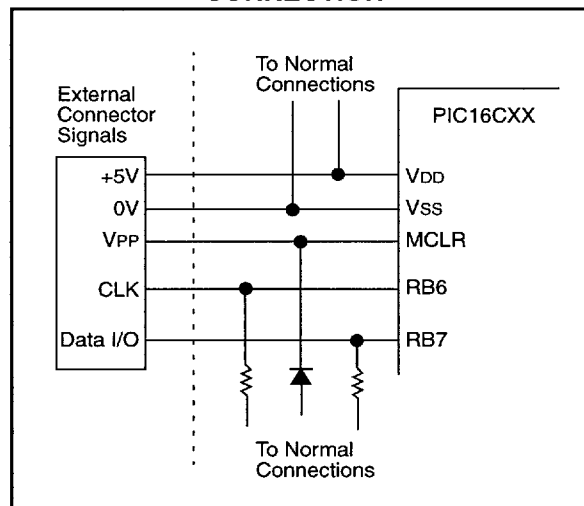 CONNECTION
To Normal
Connections
External
Connector
Signals
PIC16CXX
+5V
VDD
0V
VSS
VPP
MCLR
CLK
RB6
Data I/O
RB7
To Normal
Connections